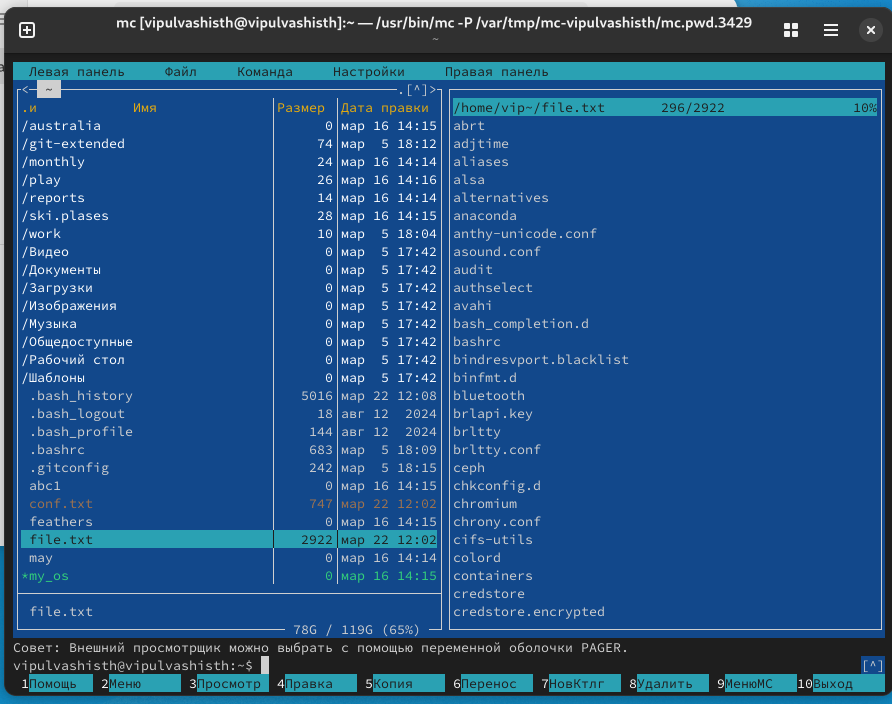 mc [vipulvashisth@vipulvashisth]:~ — /usr/bin/mc -P /var/tmp/mc-vipulvashisth/mc.pwd.3429
~
Левая панель Файл Команда Настройки Правая панель
<─ ~ .[^]>
.и Имя Размер Дата правки
/australia 0 мар 16 14:15
/git-extended 74 мар 5 18:12
/monthly 24 мар 16 14:14
/play 26 мар 16 14:16
/reports 14 мар 16 14:14
/ski.plases 28 мар 16 14:15
/work 10 мар 5 18:04
/Видео 0 мар 5 17:42
/Документы 0 мар 5 17:42
/Загрузки 0 мар 5 17:42
/Изображения 0 мар 5 17:42
/Музыка 0 мар 5 17:42
/Общедоступные 0 мар 5 17:42
/Рабочий стол 0 мар 5 17:42
/Шаблоны 0 мар 5 17:42
.bash_history 5016 мар 22 12:08
.bash_logout 18 авг 12 2024
.bash_profile 144 авг 12 2024
.bashrc 683 мар 5 18:09
.gitconfig 242 мар 5 18:15
abc1 0 мар 16 14:15
conf.txt 747 мар 22 12:02
feathers 0 мар 16 14:15
file.txt 2922 мар 22 12:02
may 0 мар 16 14:14
*my_os 0 мар 16 14:15
file.txt
78G / 119G (65%)
/home/vip~/file.txt 296/2922 10%
abrt
adjtime
aliases
alsa
alternatives
anaconda
anthy-unicode.conf
asound.conf
audit
authselect
avahi
bash_completion.d
bashrc
bindresvport.blacklist
binfmt.d
bluetooth
brlapi.key
brltty
brltty.conf
ceph
chkconfig.d
chromium
chrony.conf
cifs-utils
colord
containers
credstore
credstore.encrypted
Совет: Внешний просмотрщик можно выбрать с помощью переменной оболочки PAGER.
vipulvashisth@vipulvashisth:~$ [^]
1Помощь 2Меню 3Просмотр 4Правка 5Копия 6Перенос 7НовКтлг 8Удалить 9МенюMC 10Выход